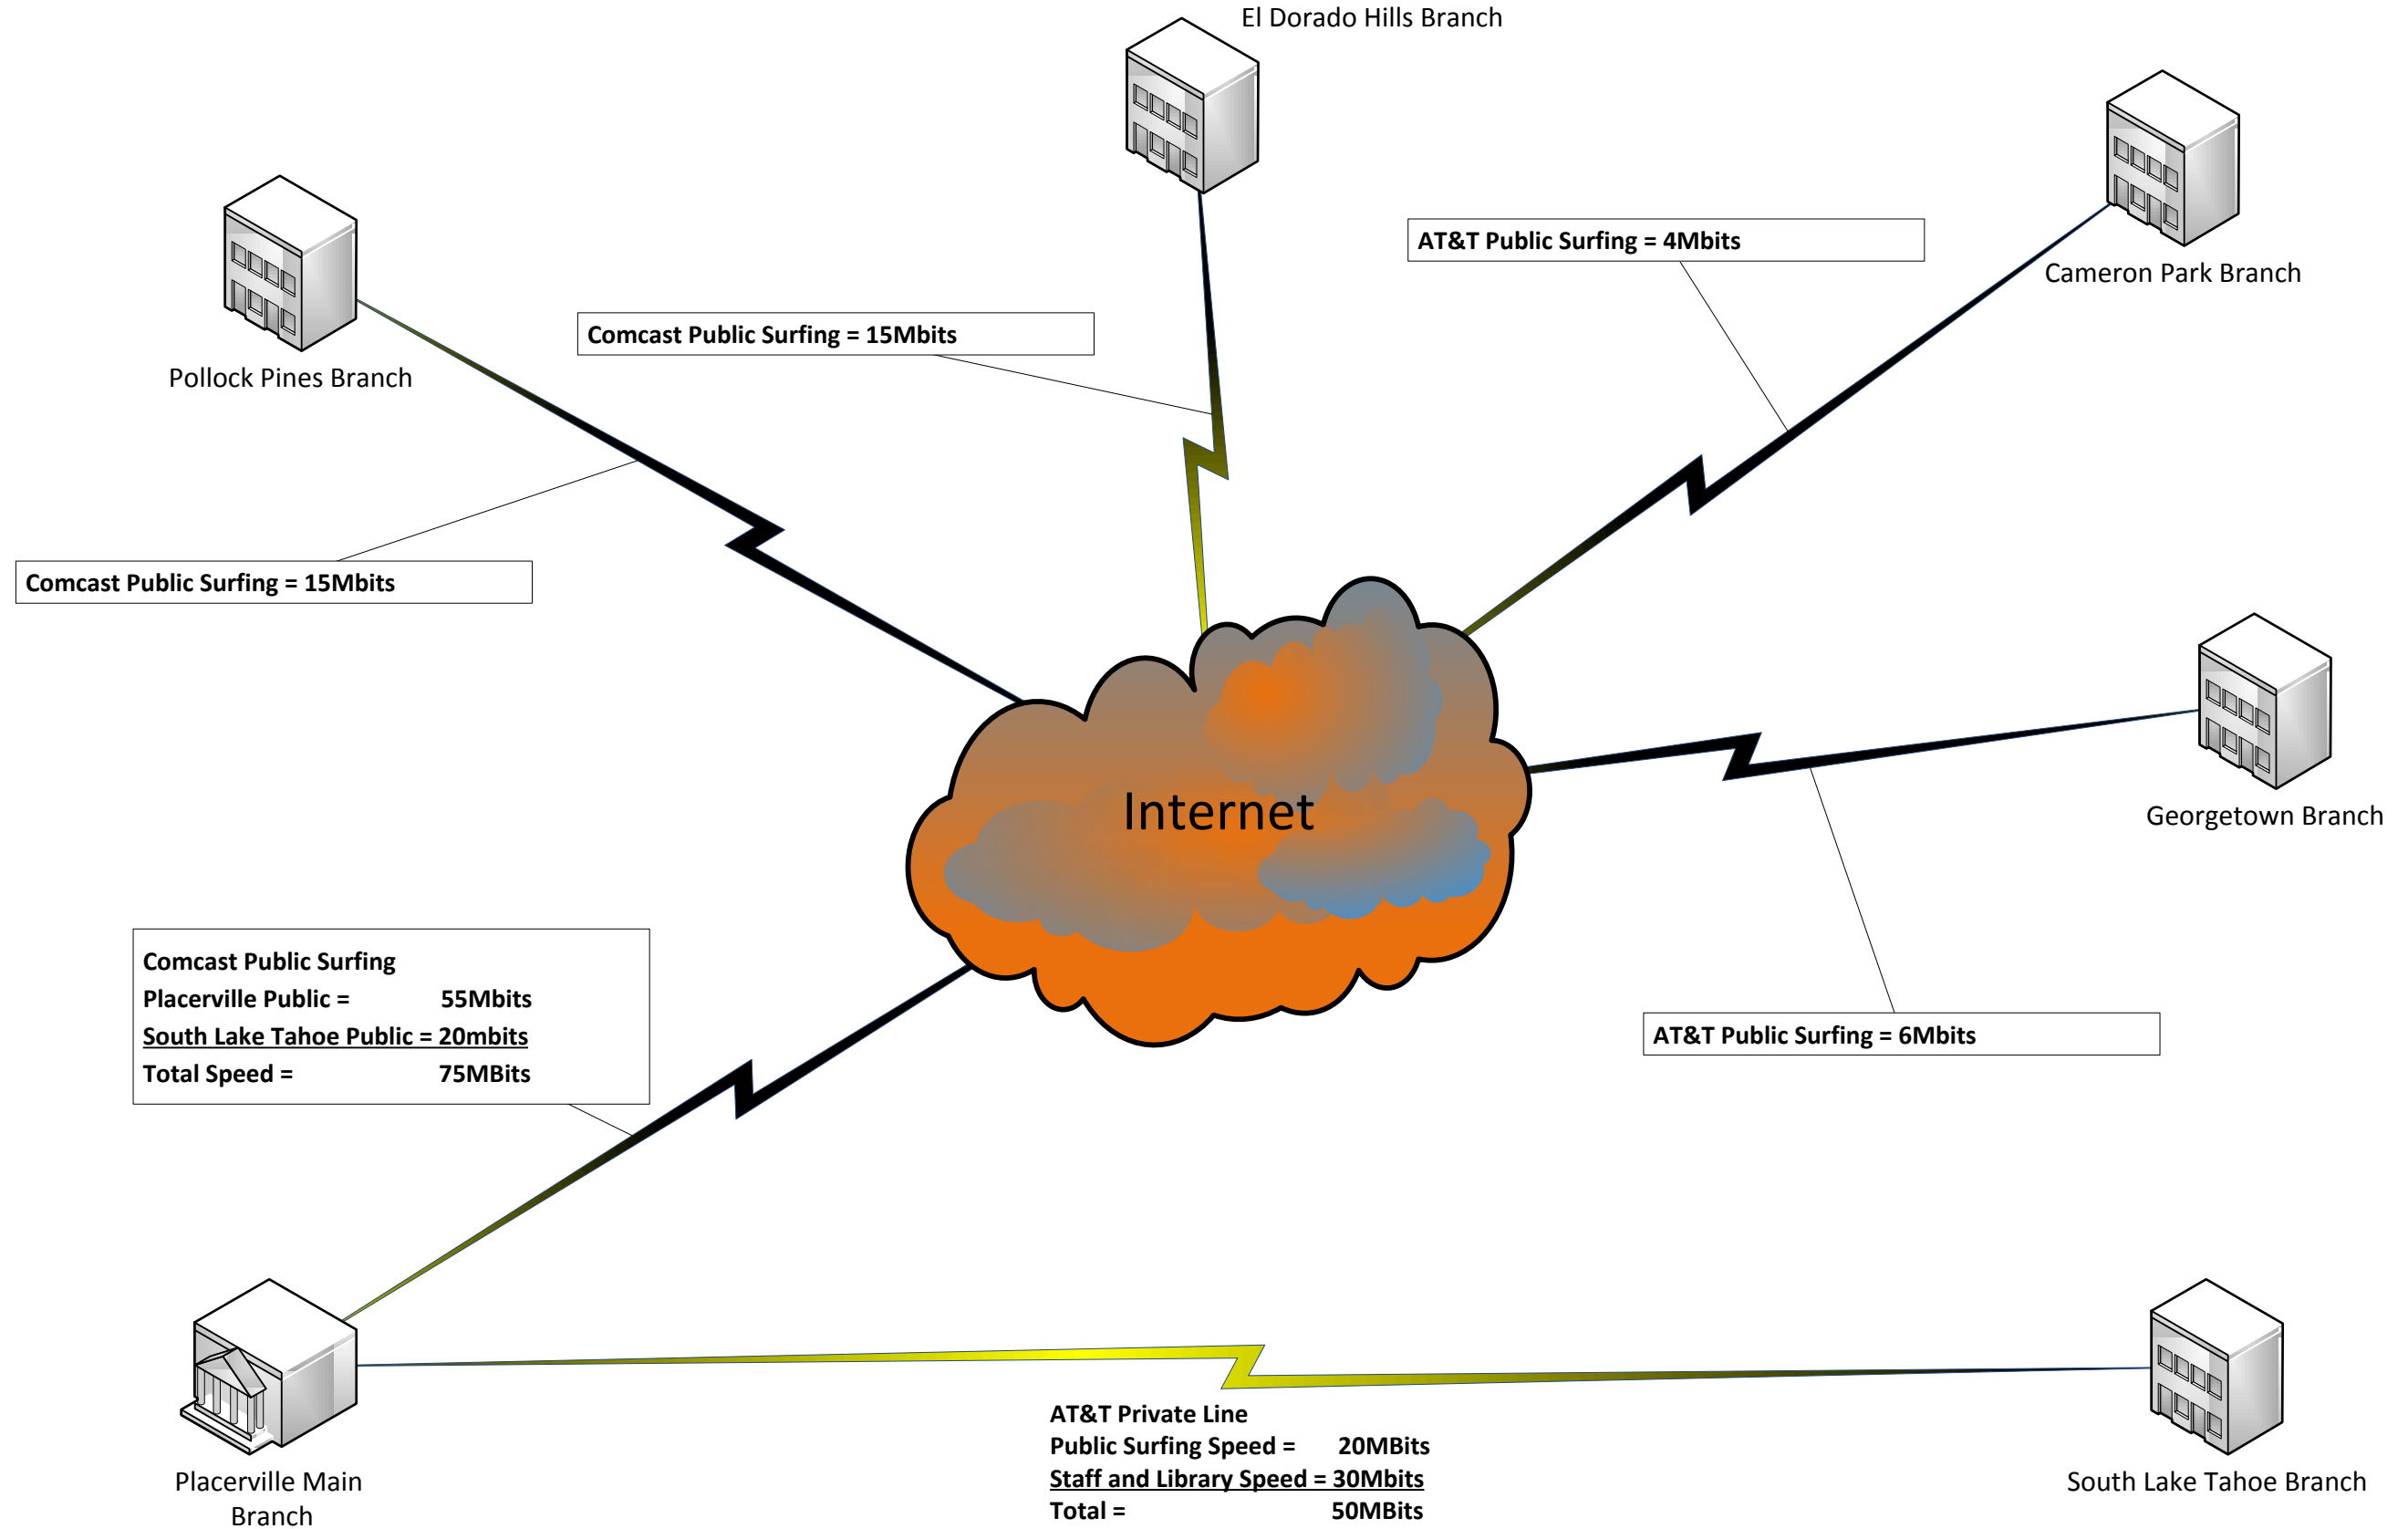 El Dorado Hills Branch
AT&T Public Surfing = 4Mbits
Cameron Park Branch
Comcast Public Surfing = 15Mbits
Pollock Pines Branch
Comcast Public Surfing = 15Mbits
Internet
Georgetown Branch
Comcast Public Surfing
Placerville Public = 55Mbits
South Lake Tahoe Public = 20mbits
Total Speed = 75MBits
AT&T Public Surfing = 6Mbits
AT&T Private Line
Public Surfing Speed = 20MBits
Staff and Library Speed = 30Mbits
Total = 50MBits
Placerville Main
Branch
South Lake Tahoe Branch